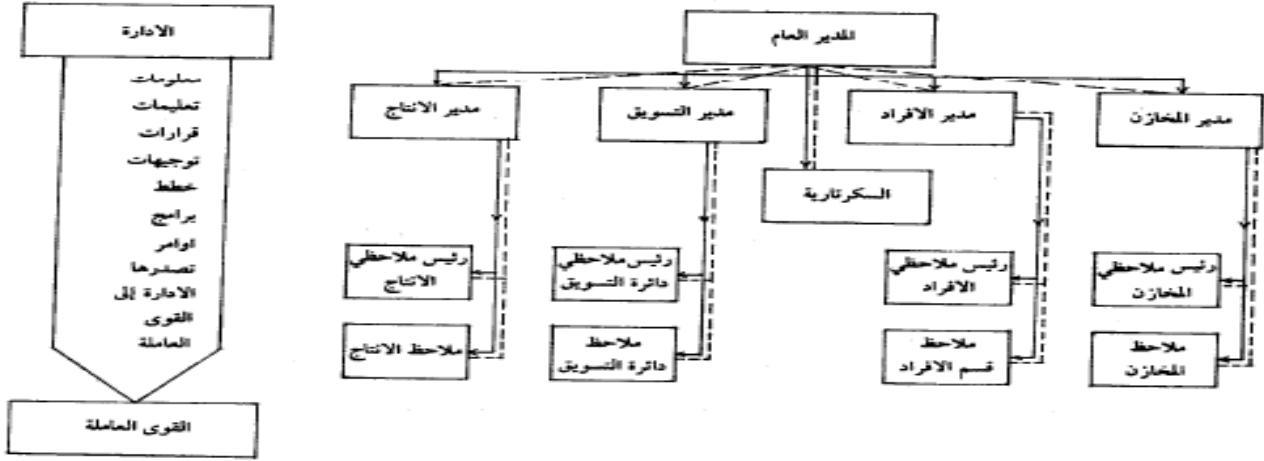 المدير العام
مدير المخازن
مدير الافراد
مدير التسويق
مدير الانتاج
السكرتارية
رئيس ملاحظي
المخازن
رئيس ملاحظي
الافراد
رئيس ملاحظي
دائرة التسويق
رئيس ملاحظي
الانتاج
ملاحظ
المخازن
ملاحظ
قسم الافراد
ملاحظ
دائرة التسويق
ملاحظ الانتاج
الادارة
معلومات
تعليمات
قرارات
توجيهات
خطط
برامج
اوامر
تصدرها
الادارة إلى
القوى
العاملة
القوى العاملة